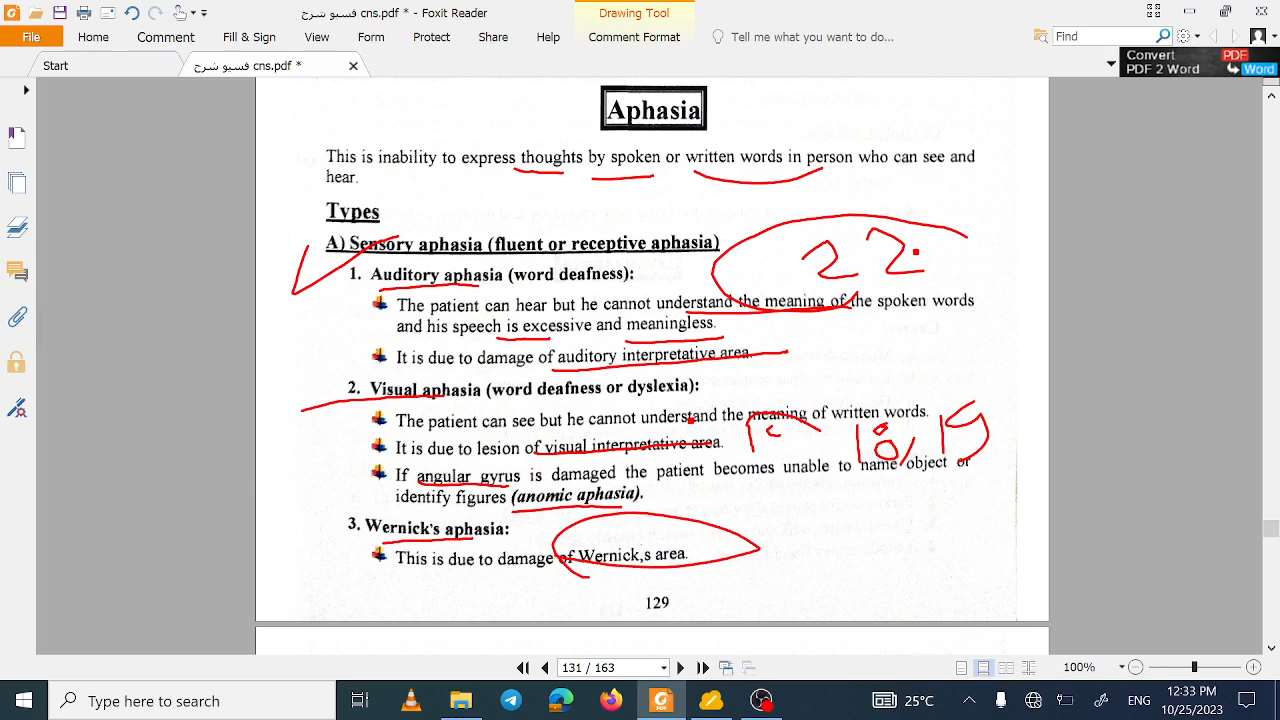 شرح فسيو cns.pdf * - Foxit Reader
Drawing Tool
File Home Comment Fill & Sign View Form Protect Share Help Comment Format Tell me what you want to do... Find
Start
شرح فسيو cns.pdf *
Convert PDF
PDF 2 Word Word
Aphasia
This is inability to express thoughts by spoken or written words in person who can see and
hear.
Types
A) Sensory aphasia (fluent or receptive aphasia)
22
1. Auditory aphasia (word deafness):
The patient can hear but he cannot understand the meaning of the spoken words
and his speech is excessive and meaningless.
It is due to damage of auditory interpretative area.
2. Visual aphasia (word deafness or dyslexia):
The patient can see but he cannot understand the meaning of written words.
18, 19
It is due to lesion of visual interpretative area.
If angular gyrus is damaged the patient becomes unable to name object or
identify figures (anomic aphasia).
3. Wernick's aphasia:
This is due to damage of Wernick,s area.
129
131 / 163
100%
Type here to search
25°C
ENG
12:33 PM
10/25/2023